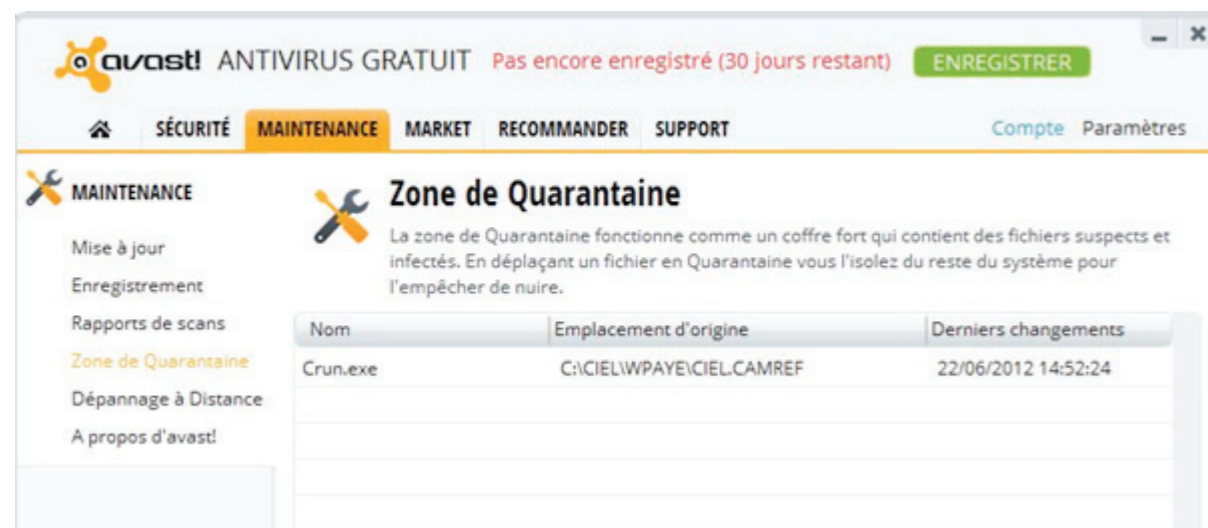 avast! ANTIVIRUS GRATUIT Pas encore enregistré (30 jours restant) ENREGISTRER
SÉCURITÉ MAINTENANCE MARKET RECOMMANDER SUPPORT Compte Paramètres
MAINTENANCE
Mise à jour
Enregistrement
Rapports de scans
Zone de Quarantaine
Dépannage à Distance
A propos d'avast!
Zone de Quarantaine
La zone de Quarantaine fonctionne comme un coffre fort qui contient des fichiers suspects et
infectés. En déplaçant un fichier en Quarantaine vous l'isolez du reste du système pour
l'empêcher de nuire.
Nom Emplacement d'origine Derniers changements
Crun.exe C:\CIEL\WPAYE\CIEL.CAMREF 22/06/2012 14:52:24